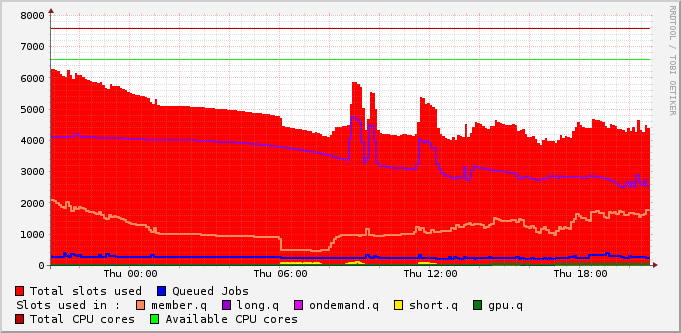 RRDTOOL / TOBI OETIKER
8000
7000
6000
5000
4000
3000
2000
1000
0
Thu 00:00 Thu 06:00 Thu 12:00 Thu 18:00
Total slots used Queued Jobs
Slots used in : member.q long.q ondemand.q short.q gpu.q
Total CPU cores Available CPU cores